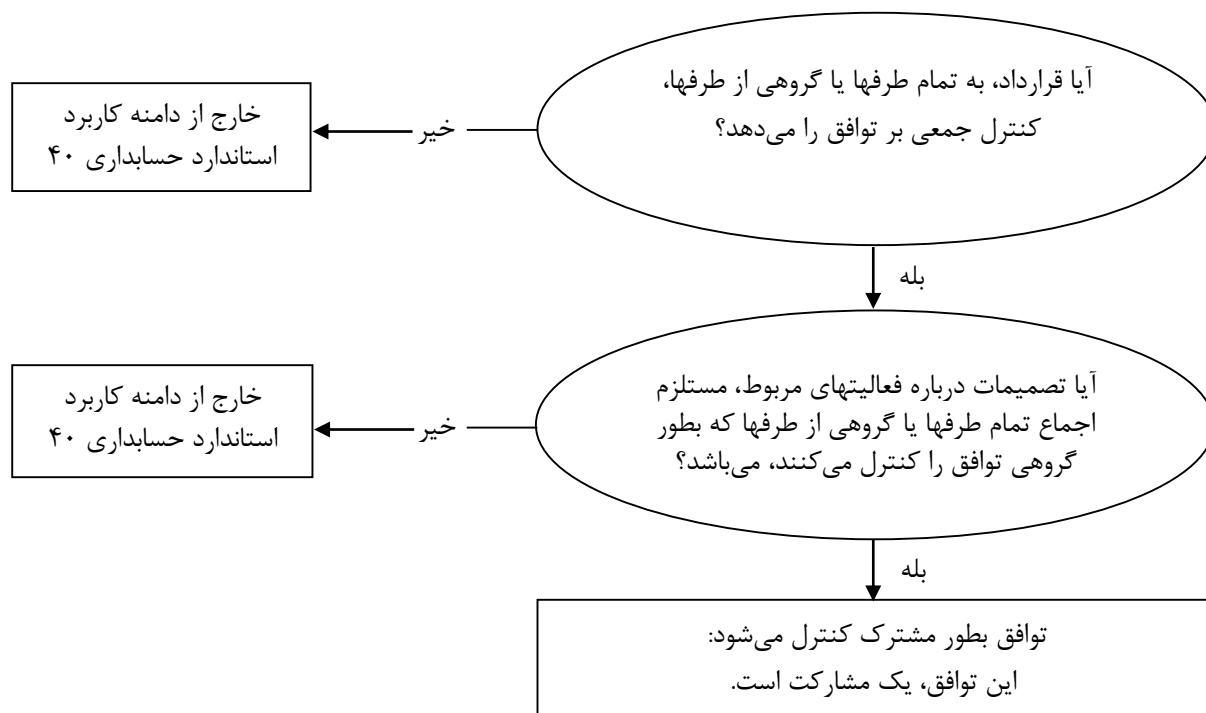 آیا قرارداد، به تمام طرفها یا گروهی از طرفها،
کنترل جمعی بر توافق را می‌دهد؟
خیر
خارج از دامنه کاربرد
استاندارد حسابداری ۴۰
بله
آیا تصمیمات درباره فعالیتهای مربوط، مستلزم
اجماع تمام طرفها یا گروهی از طرفها که بطور
گروهی توافق را کنترل می‌کنند، می‌باشد؟
خیر
خارج از دامنه کاربرد
استاندارد حسابداری ۴۰
بله
توافق بطور مشترک کنترل می‌شود:
این توافق، یک مشارکت است.